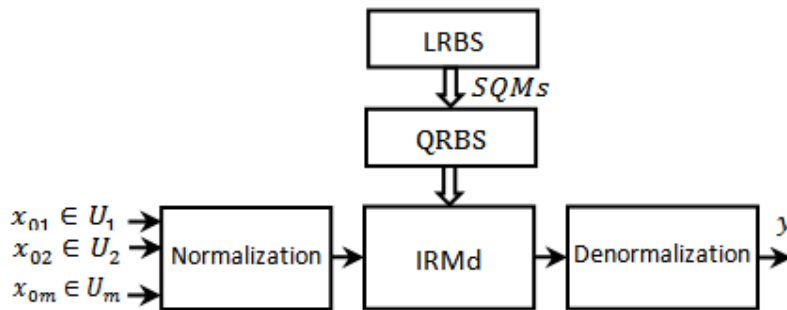 LRBS
SQMs
QRBS
x₀₁ ∈ U₁
x₀₂ ∈ U₂
x₀ₘ ∈ Uₘ
Normalization
IRMd
Denormalization
y